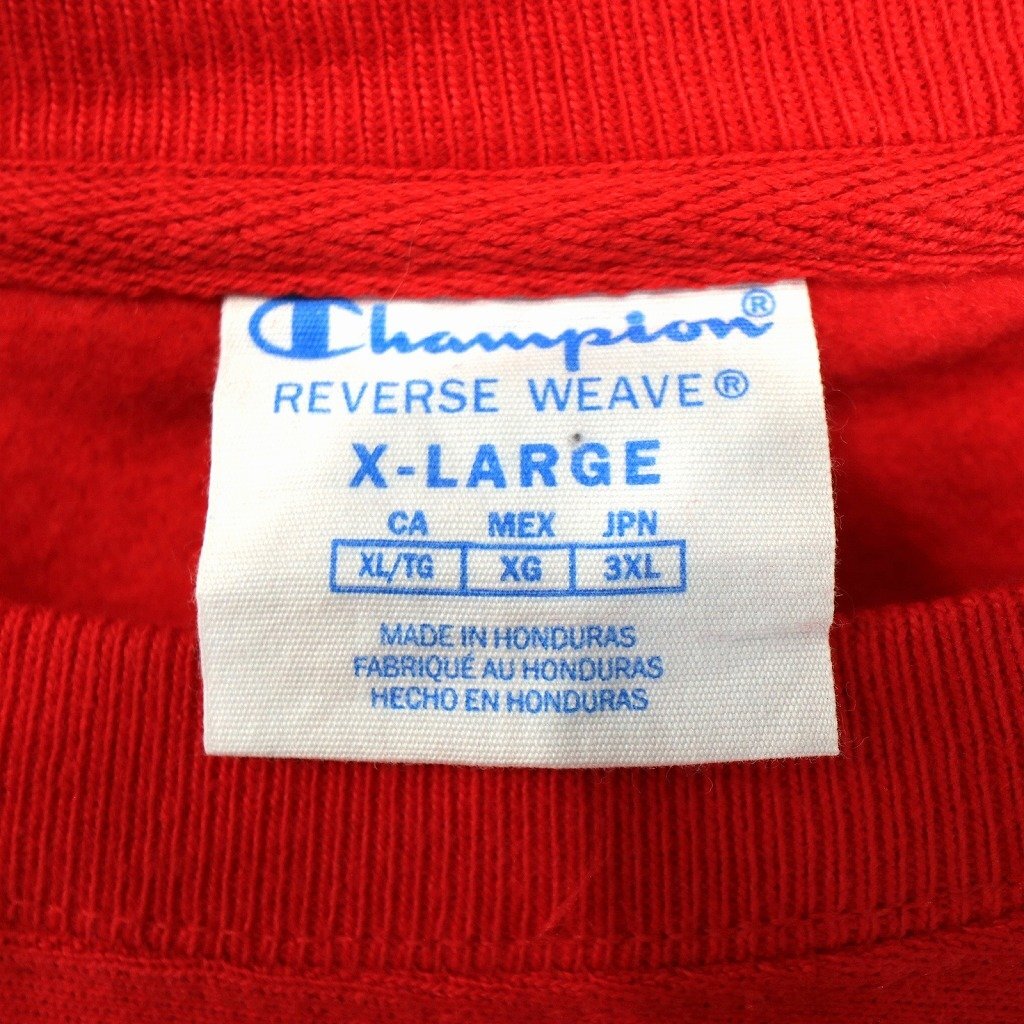 Champion®
REVERSE WEAVE®
X-LARGE
CA MEX JPN
XL/TG XG 3XL
MADE IN HONDURAS
FABRIQUÉ AU HONDURAS
HECHO EN HONDURAS